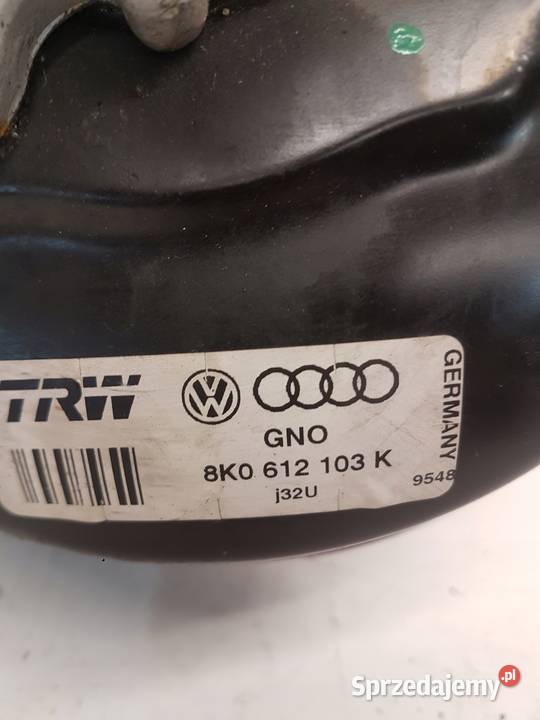 TRW
GNO
8K0 612 103 K
j32U
GERMANY
9548
Sprzedajemy.pl